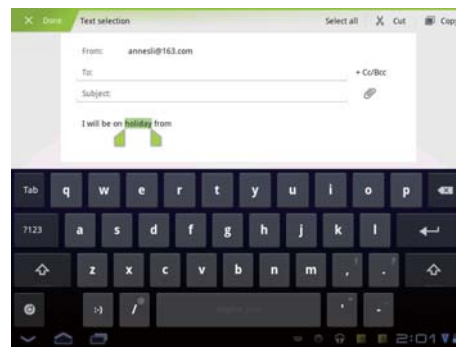 Done Text selection Select all Cut Copy
From: annesli@163.com
To: + Cc/Bcc
Subject:
I will be on holiday from
Tab q w e r t y u i o p
?123 a s d f g h j k l
z x c v b n m , ! . ?
:-) / @ ' " - _
2:01